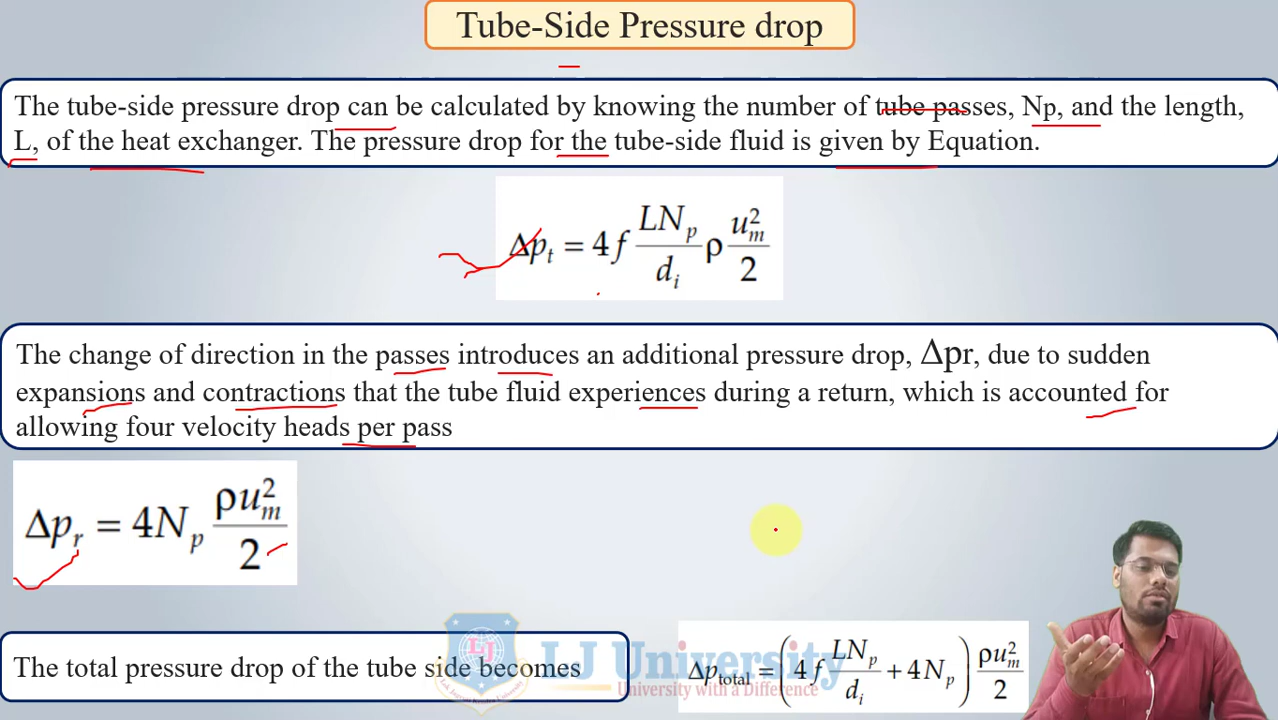 Tube-Side Pressure drop
The tube-side pressure drop can be calculated by knowing the number of tube passes, Np, and the length,
L, of the heat exchanger. The pressure drop for the tube-side fluid is given by Equation.
Δp_t = 4f (LN_p / d_i) ρ (u_m^2 / 2)
The change of direction in the passes introduces an additional pressure drop, Δpr, due to sudden
expansions and contractions that the tube fluid experiences during a return, which is accounted for
allowing four velocity heads per pass
Δp_r = 4N_p (ρu_m^2 / 2)
The total pressure drop of the tube side becomes
LJ University
University with a Difference
Δp_total = (4f (LN_p / d_i) + 4N_p) (ρu_m^2 / 2)